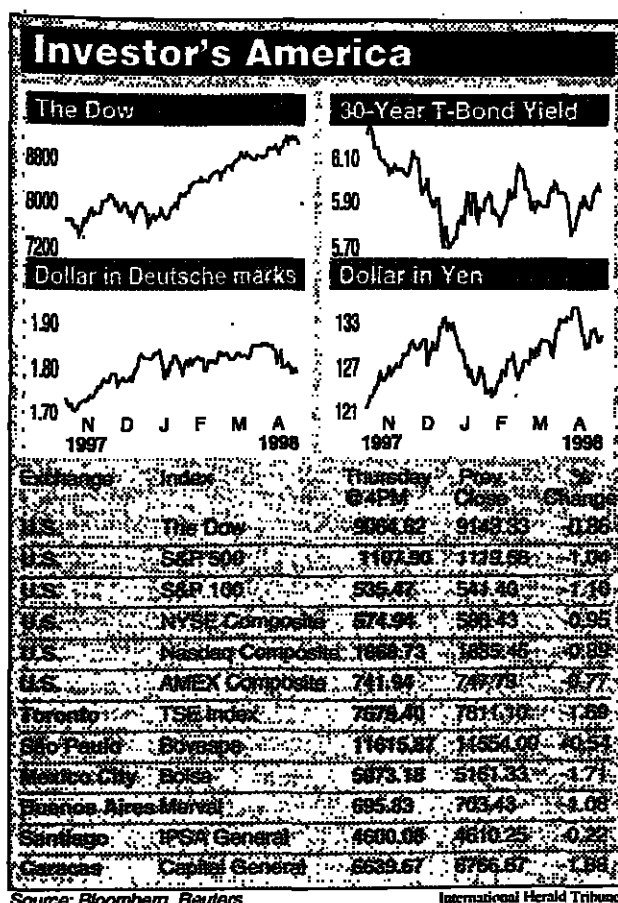 Investor's America
The Dow
8800
8000
7200
30-Year T-Bond Yield
6.10
5.90
5.70
Dollar in Deutsche marks
1.90
1.80
1.70
N D J F M A
1997 1998
Dollar in Yen
133
127
121
N D J F M A
1997 1998
Exchange Index Thursday Prev. %
@4PM Close Change
U.S. The Dow 9064.62 9143.33 -0.86
U.S. S&P 500 1107.90 1119.58 -1.04
U.S. S&P 100 535.47 541.40 -1.10
U.S. NYSE Composite 574.94 580.43 -0.95
U.S. Nasdaq Composite 1868.73 1885.45 -0.89
U.S. AMEX Composite 741.94 747.73 -0.77
Toronto TSE Index 7679.40 7811.10 -1.69
São Paulo Bovespa 11615.87 11554.00 +0.54
Mexico City Bolsa 5073.18 5161.33 -1.71
Buenos Aires Merval 695.83 703.43 -1.08
Santiago IPSA General 4600.08 4610.25 -0.22
Caracas Capital General 6639.67 6766.67 -1.88
Source: Bloomberg, Reuters
International Herald Tribune